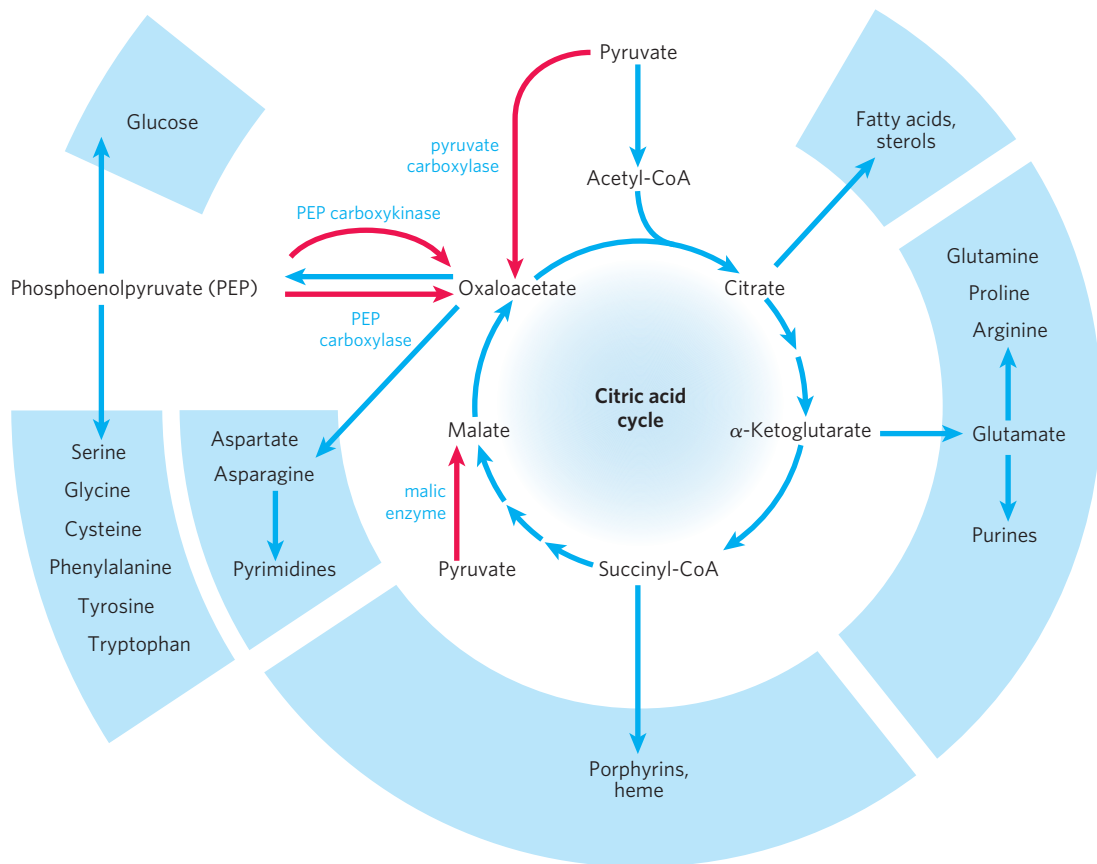 Pyruvate
Glucose
Fatty acids,
sterols
pyruvate
carboxylase
Acetyl-CoA
PEP carboxykinase
Glutamine
Phosphoenolpyruvate (PEP)
Oxaloacetate
Citrate
Proline
Arginine
PEP
carboxylase
Citric acid
cycle
Aspartate
Malate
α-Ketoglutarate
Glutamate
Serine
Asparagine
Glycine
malic
enzyme
Cysteine
Purines
Phenylalanine
Pyrimidines
Pyruvate
Succinyl-CoA
Tyrosine
Tryptophan
Porphyrins,
heme